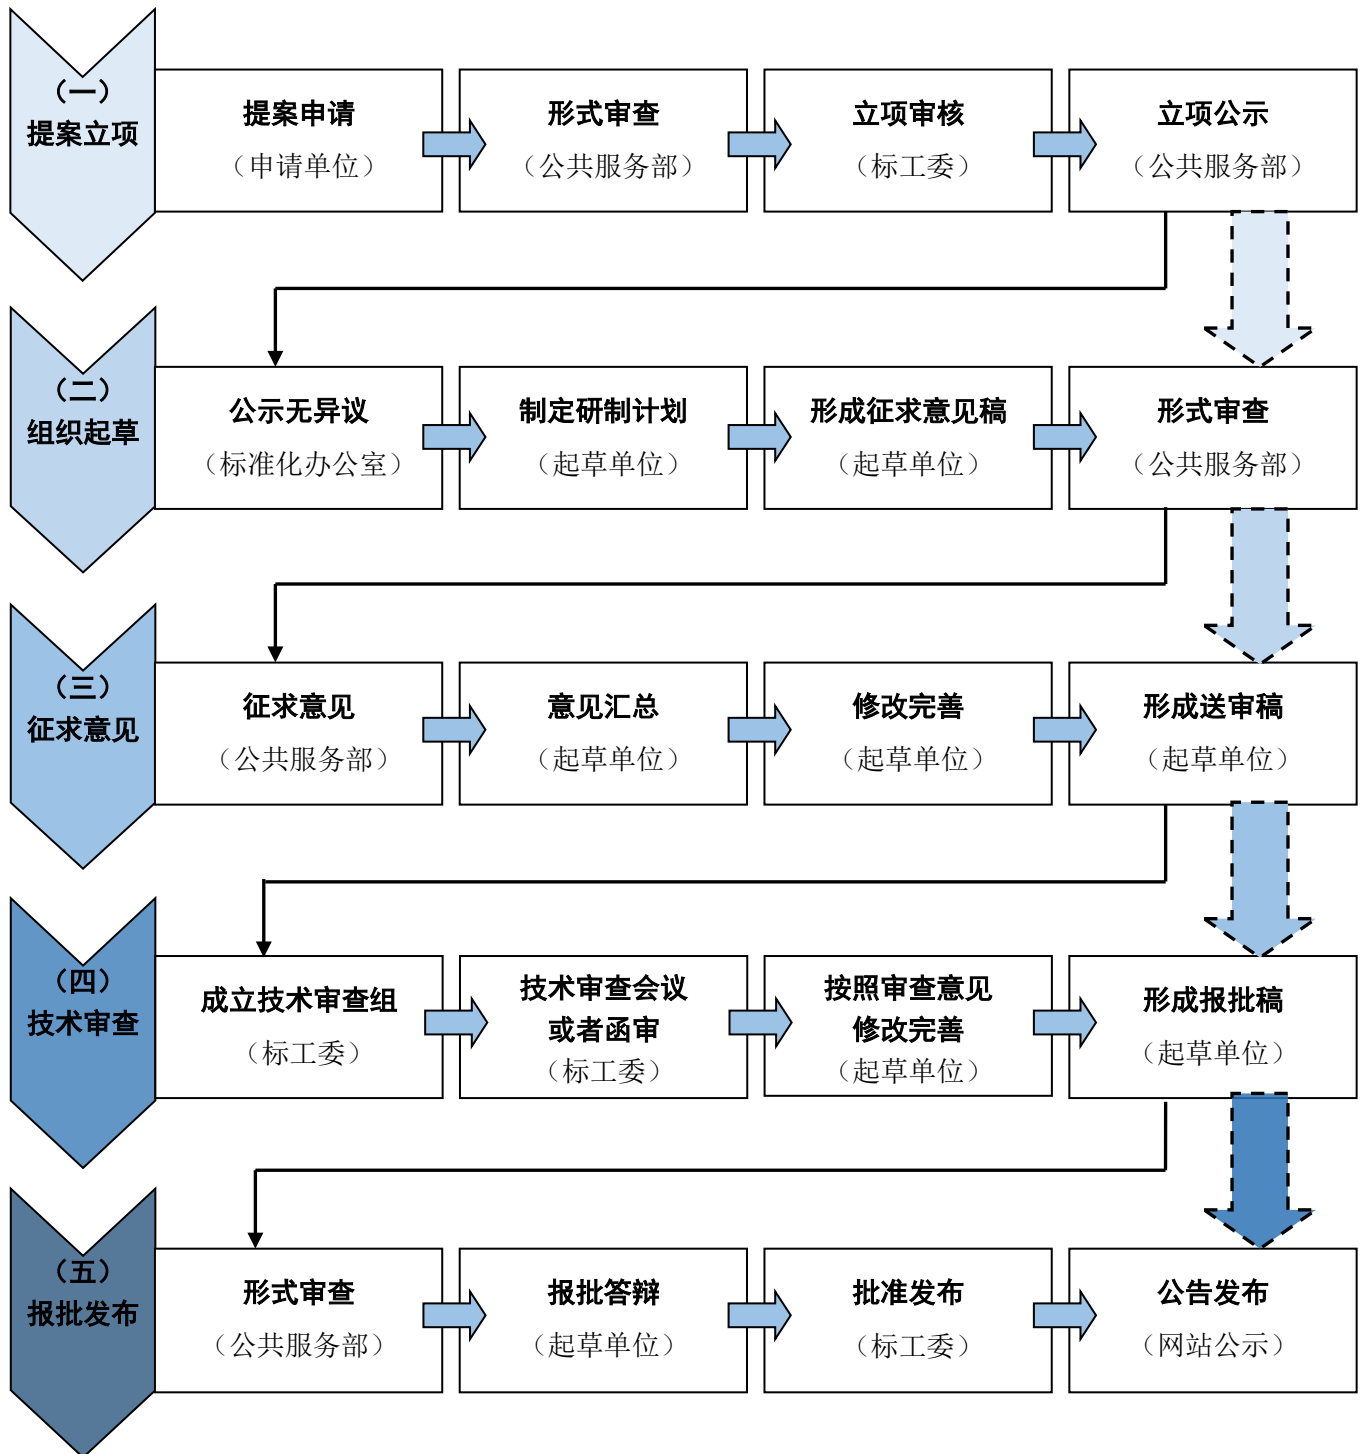 （一）
提案立项
提案申请
（申请单位）
形式审查
（公共服务部）
立项审核
（标工委）
立项公示
（公共服务部）
（二）
组织起草
公示无异议
（标准化办公室）
制定研制计划
（起草单位）
形成征求意见稿
（起草单位）
形式审查
（公共服务部）
（三）
征求意见
征求意见
（公共服务部）
意见汇总
（起草单位）
修改完善
（起草单位）
形成送审稿
（起草单位）
（四）
技术审查
成立技术审查组
（标工委）
技术审查会议
或者函审
（标工委）
按照审查意见
修改完善
（起草单位）
形成报批稿
（起草单位）
（五）
报批发布
形式审查
（公共服务部）
报批答辩
（起草单位）
批准发布
（标工委）
公告发布
（网站公示）